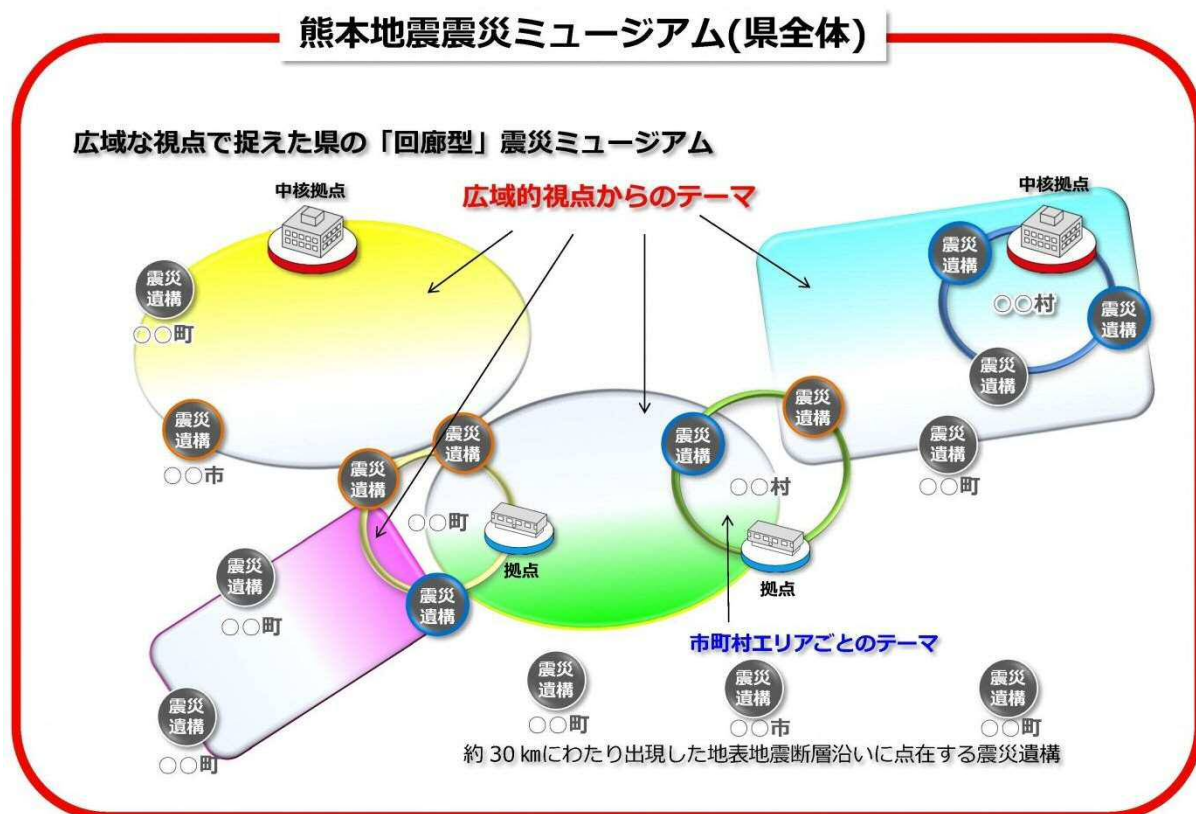 熊本地震震災ミュージアム(県全体)
広域な視点で捉えた県の「回廊型」震災ミュージアム
中核拠点
広域的視点からのテーマ
中核拠点
震災
遺構
○○町
震災
遺構
○○村
震災
遺構
震災
遺構
震災
遺構
○○市
震災
遺構
震災
遺構
○○町
震災
遺構
○○村
震災
遺構
震災
遺構
○○町
拠点
拠点
震災
遺構
○○町
震災
遺構
市町村エリアごとのテーマ
震災
遺構
○○町
震災
遺構
○○町
震災
遺構
○○市
震災
遺構
○○町
約30㎞にわたり出現した地表地震断層沿いに点在する震災遺構